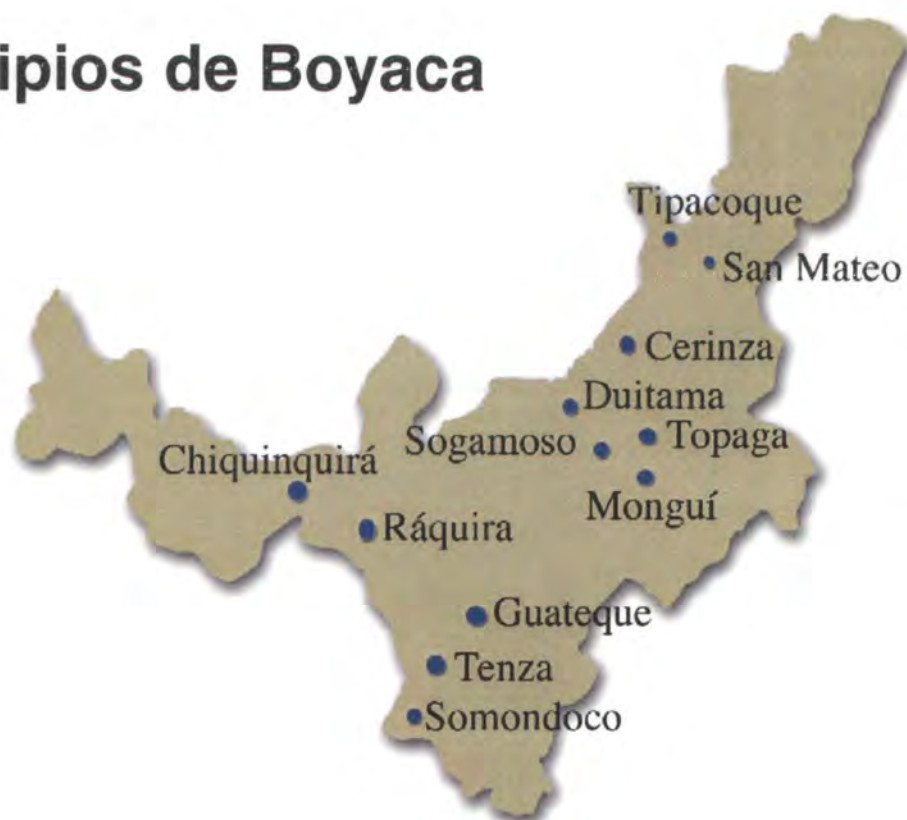 ipios de Boyaca
Tipacoque
San Mateo
Cerinza
Duitama
Sogamoso
Topaga
Chiquinquirá
Monguí
Ráquira
Guateque
Tenza
Somondoco